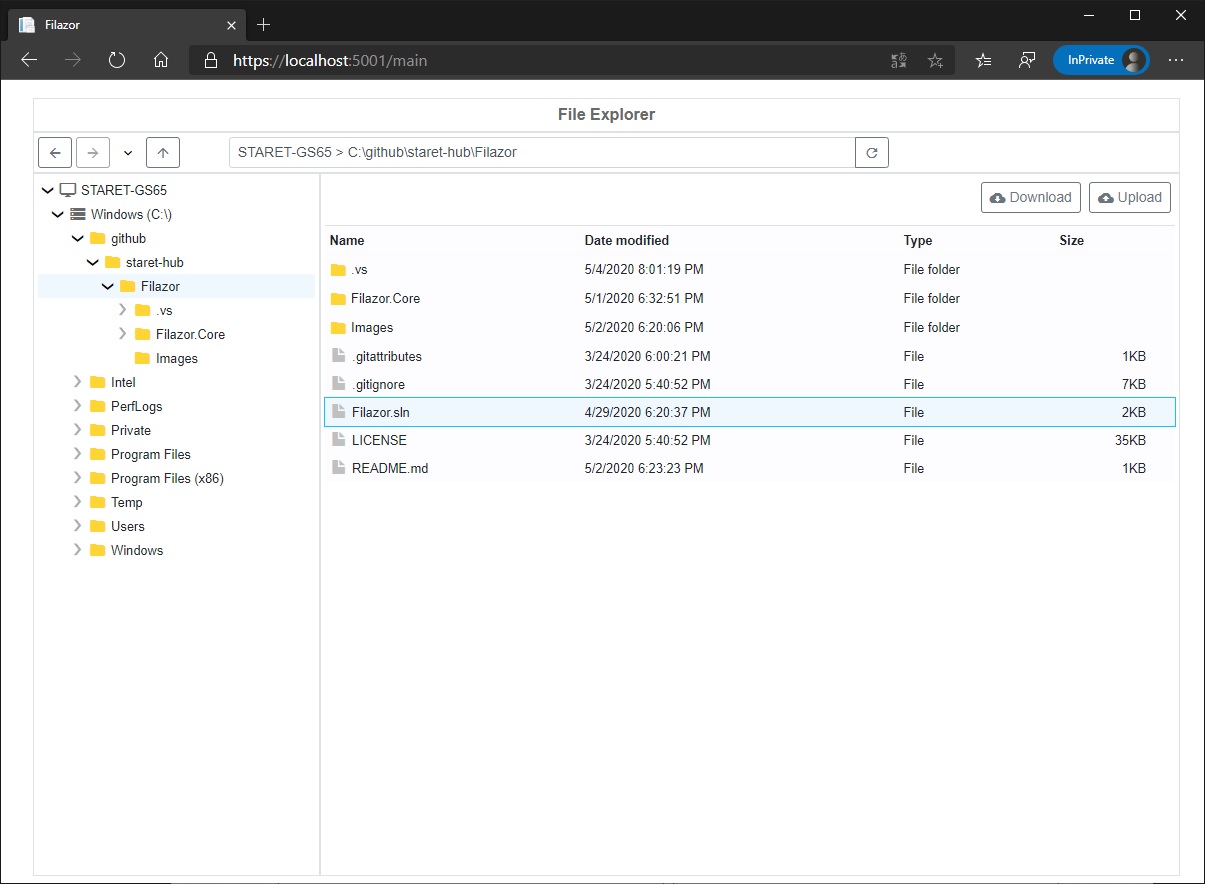 Filazor
https://localhost:5001/main
InPrivate
File Explorer
STARET-GS65 > C:\github\staret-hub\Filazor
STARET-GS65
Windows (C:\)
github
staret-hub
Filazor
.vs
Filazor.Core
Images
Intel
PerfLogs
Private
Program Files
Program Files (x86)
Temp
Users
Windows
Download Upload
Name Date modified Type Size
.vs 5/4/2020 8:01:19 PM File folder
Filazor.Core 5/1/2020 6:32:51 PM File folder
Images 5/2/2020 6:20:06 PM File folder
.gitattributes 3/24/2020 6:00:21 PM File 1KB
.gitignore 3/24/2020 5:40:52 PM File 7KB
Filazor.sln 4/29/2020 6:20:37 PM File 2KB
LICENSE 3/24/2020 5:40:52 PM File 35KB
README.md 5/2/2020 6:23:23 PM File 1KB